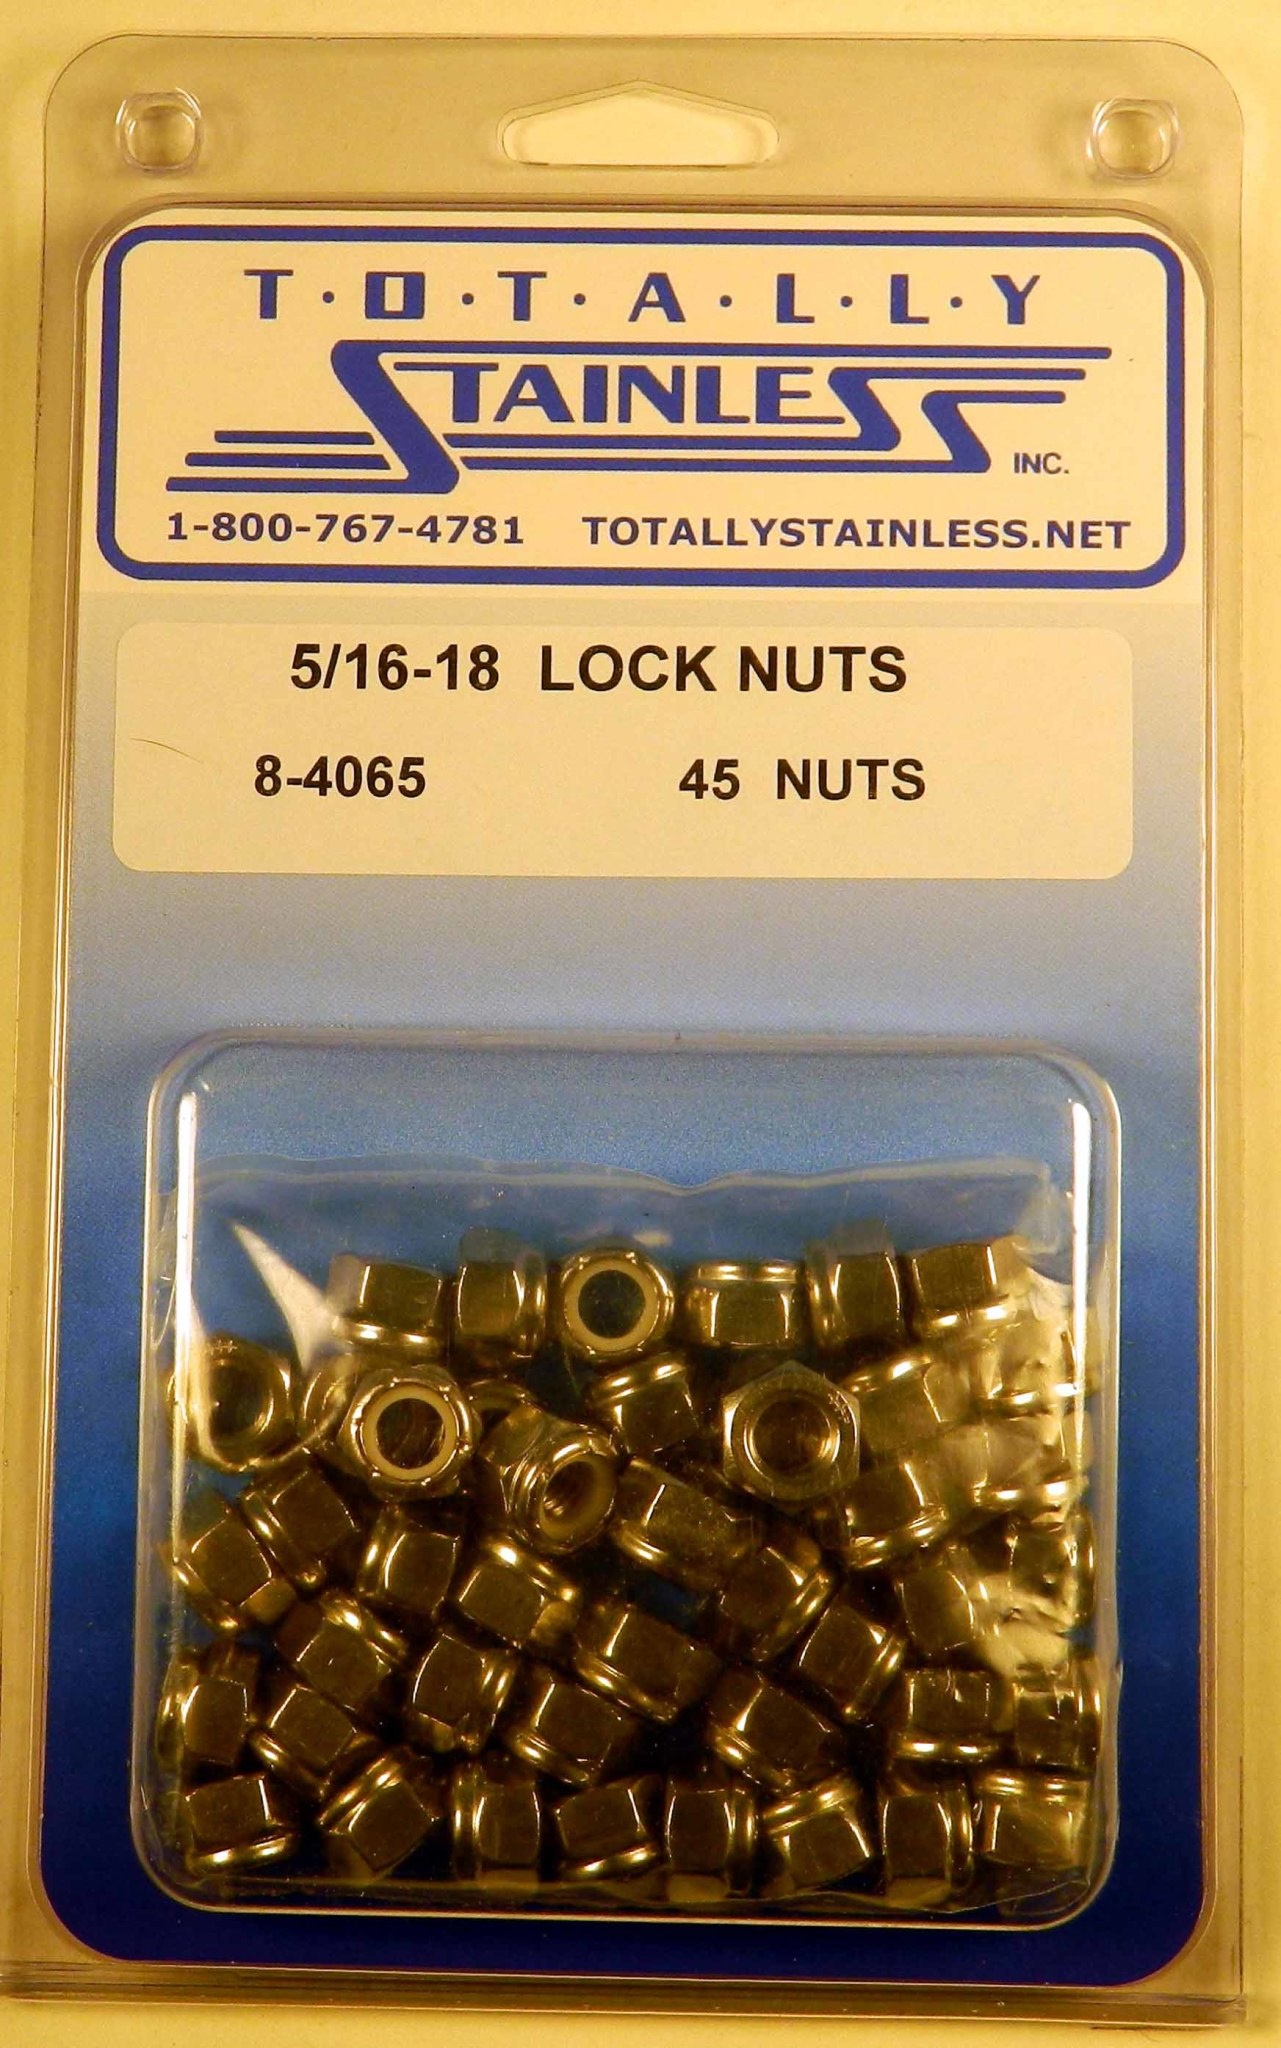 T·O·T·A·L·L·Y
STAINLESS
INC.
1-800-767-4781 TOTALLYSTAINLESS.NET
5/16-18 LOCK NUTS
8-4065 45 NUTS